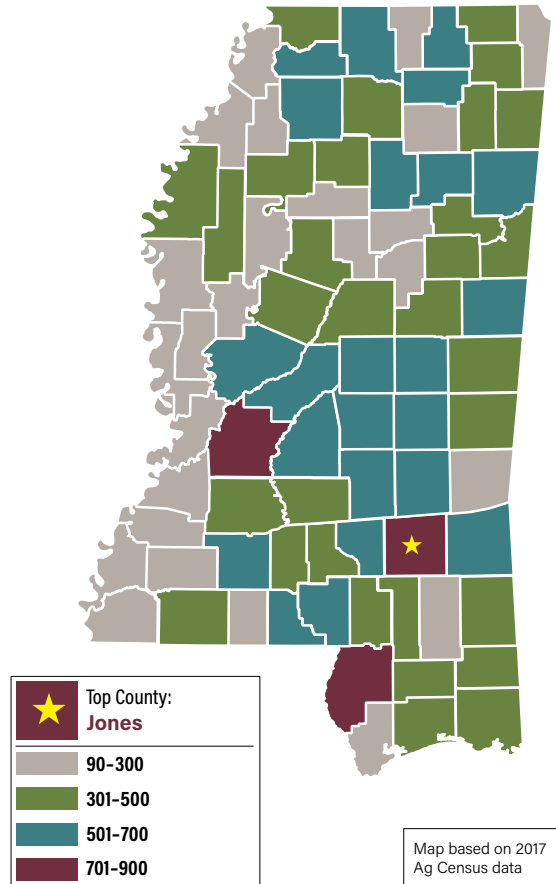 Top County:
Jones
90–300
301–500
501–700
701–900
Map based on 2017
Ag Census data